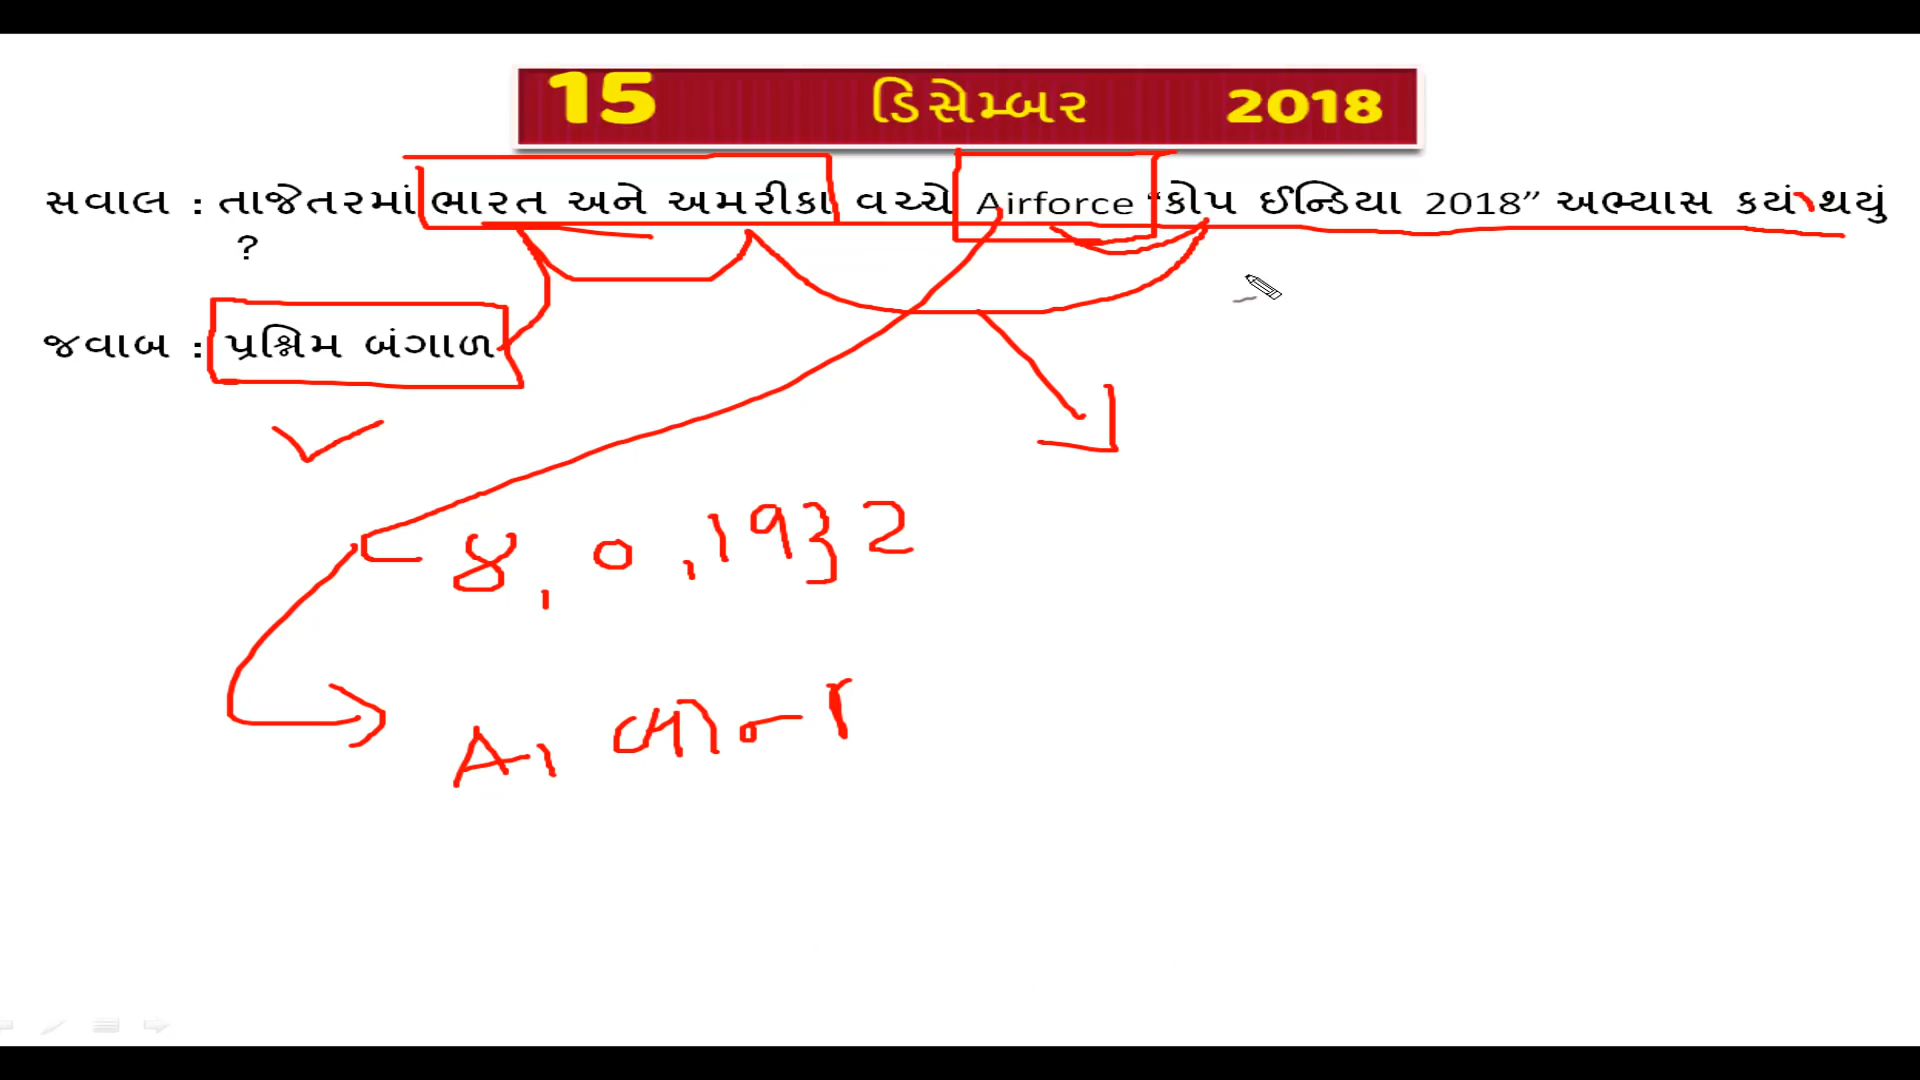 15 ડિસેમ્બર 2018
સવાલ : તાજેતરમાં ભારત અને અમરીકા વચ્ચે Airforce “કોપ ઈન્ડિયા 2018” અભ્યાસ કયાં થયું
?
જવાબ : પ્રશ્નિમ બંગાળ
8, 0 ,1932